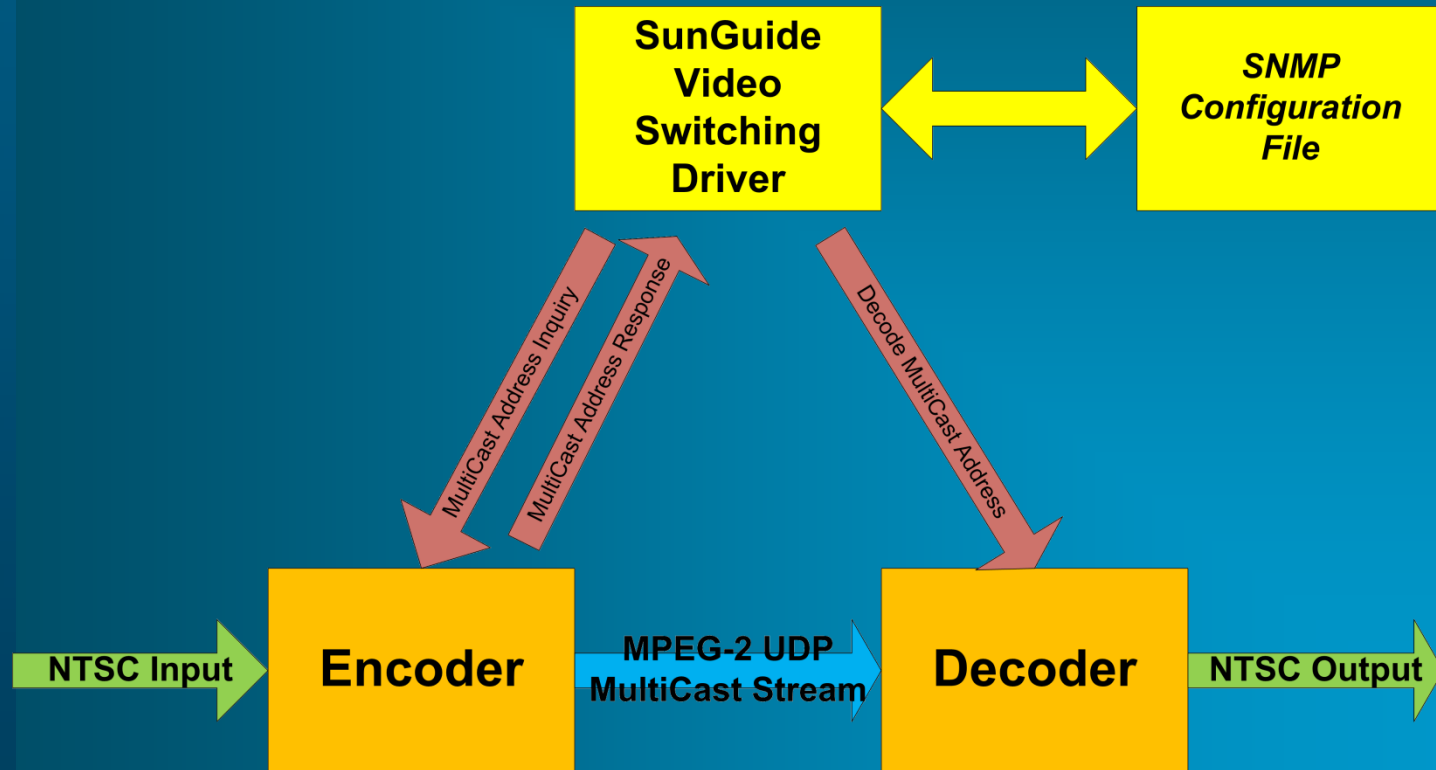 SunGuide
Video
Switching
Driver
SNMP
Configuration
File
MultiCast Address Inquiry
MultiCast Address Response
Decode MultiCast Address
NTSC Input
Encoder
MPEG-2 UDP
MultiCast Stream
Decoder
NTSC Output